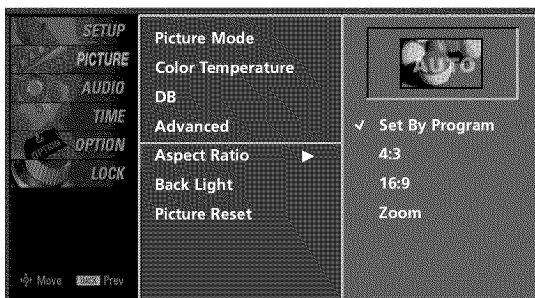 SETUP
PICTURE
AUDIO
TIME
OPTION
LOCK
Move BACK Prev
Picture Mode
Color Temperature
DB
Advanced
Aspect Ratio ▶
Back Light
Picture Reset
AUTO
✓ Set By Program
4:3
16:9
Zoom